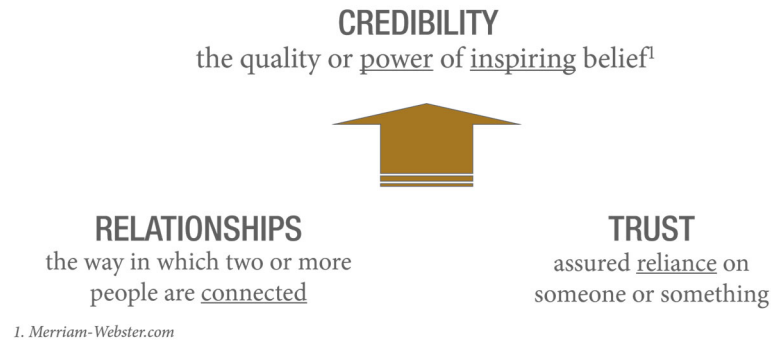 CREDIBILITY
the quality or power of inspiring belief¹
RELATIONSHIPS
the way in which two or more
people are connected
TRUST
assured reliance on
someone or something
1. Merriam-Webster.com